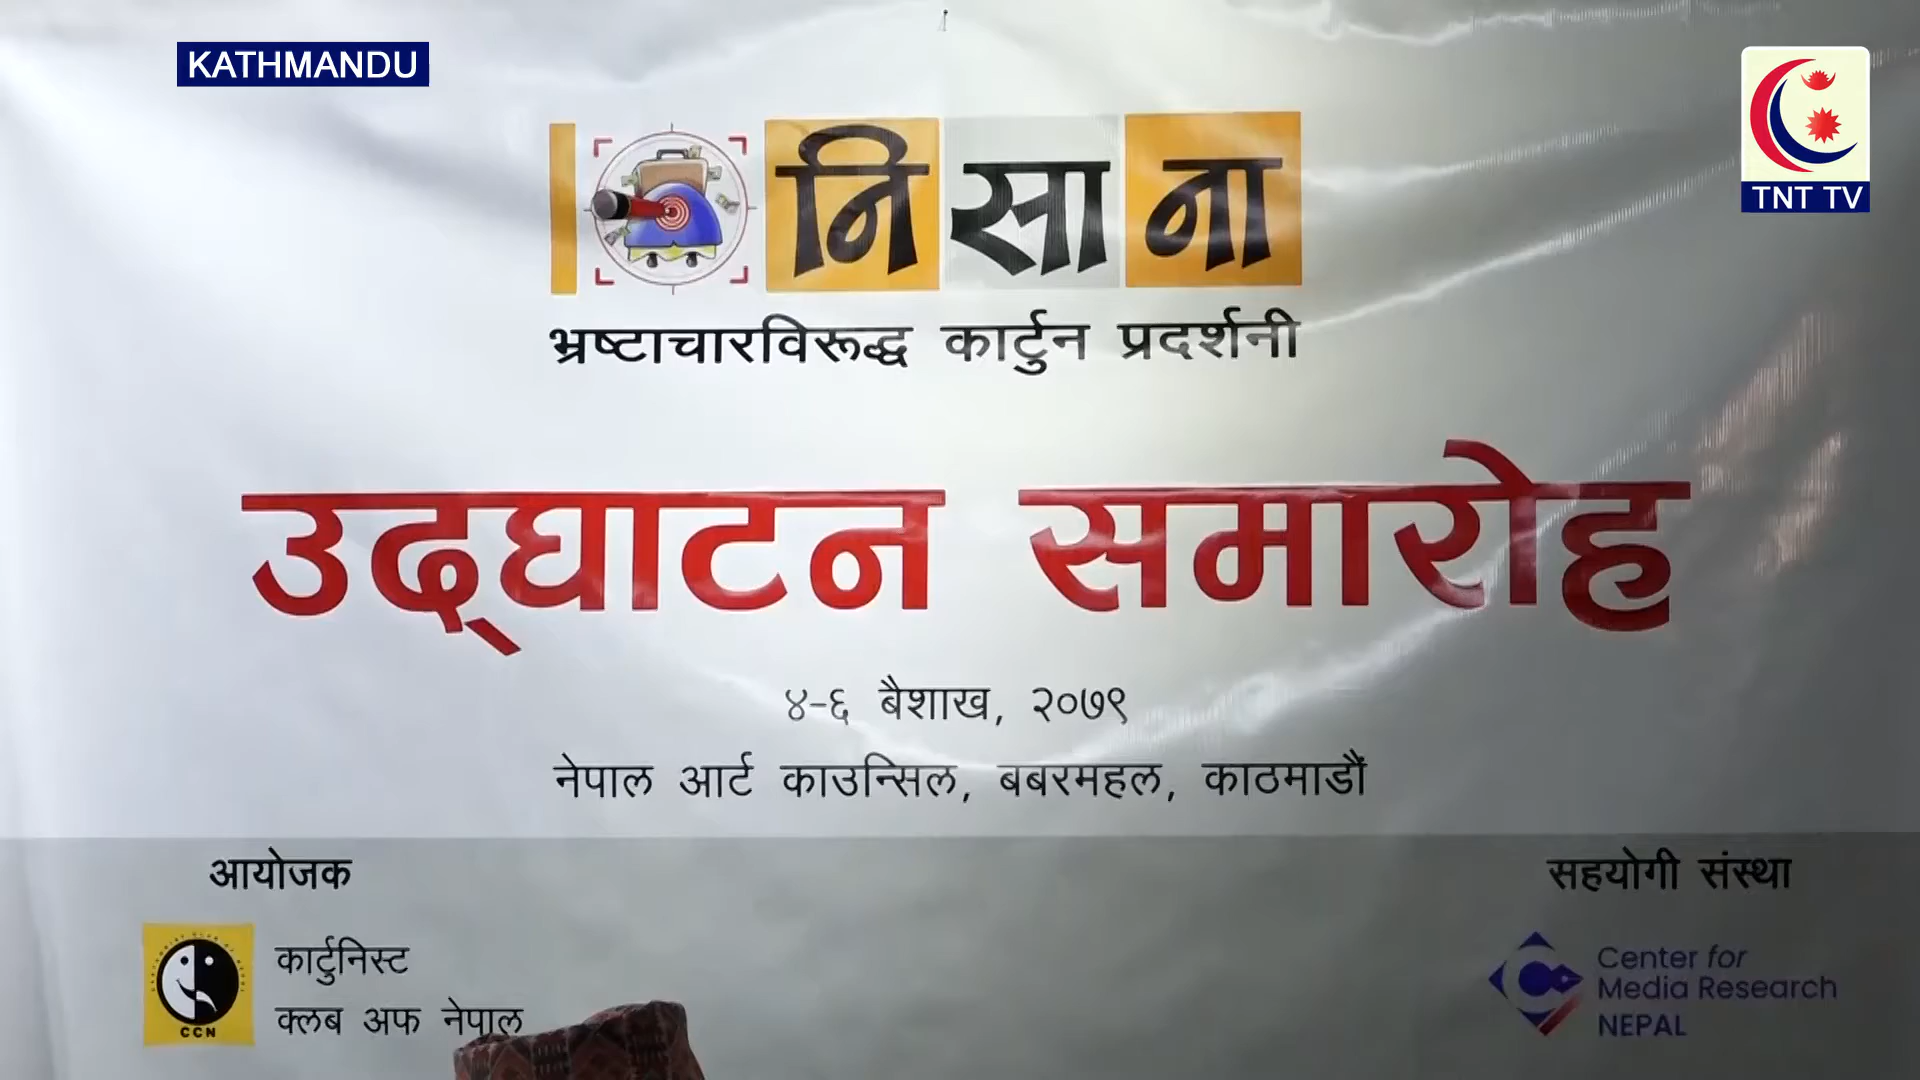 KATHMANDU
TNT TV
निसाना
भ्रष्टाचारविरूद्ध कार्टुन प्रदर्शनी
उद्‌घाटन समारोह
४-६ बैशाख, २०७९
नेपाल आर्ट काउन्सिल, बबरमहल, काठमाडौं
आयोजक
कार्टुनिस्ट
क्लब अफ नेपाल
CCN
सहयोगी संस्था
Center for
Media Research
NEPAL